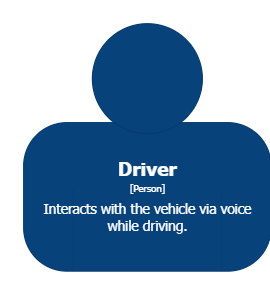 Driver
[Person]
Interacts with the vehicle via voice
while driving.